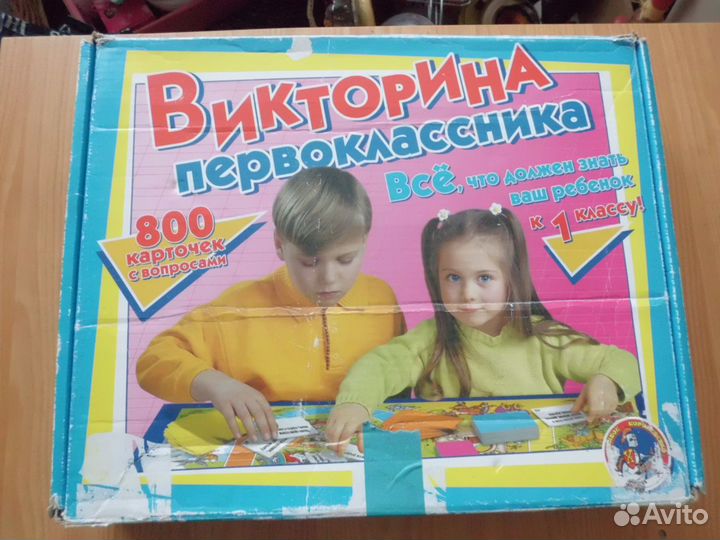 Викторина
первоклассника
Всё, что должен знать
ваш ребенок
к 1 классу!
800
карточек
с вопросами
Avito